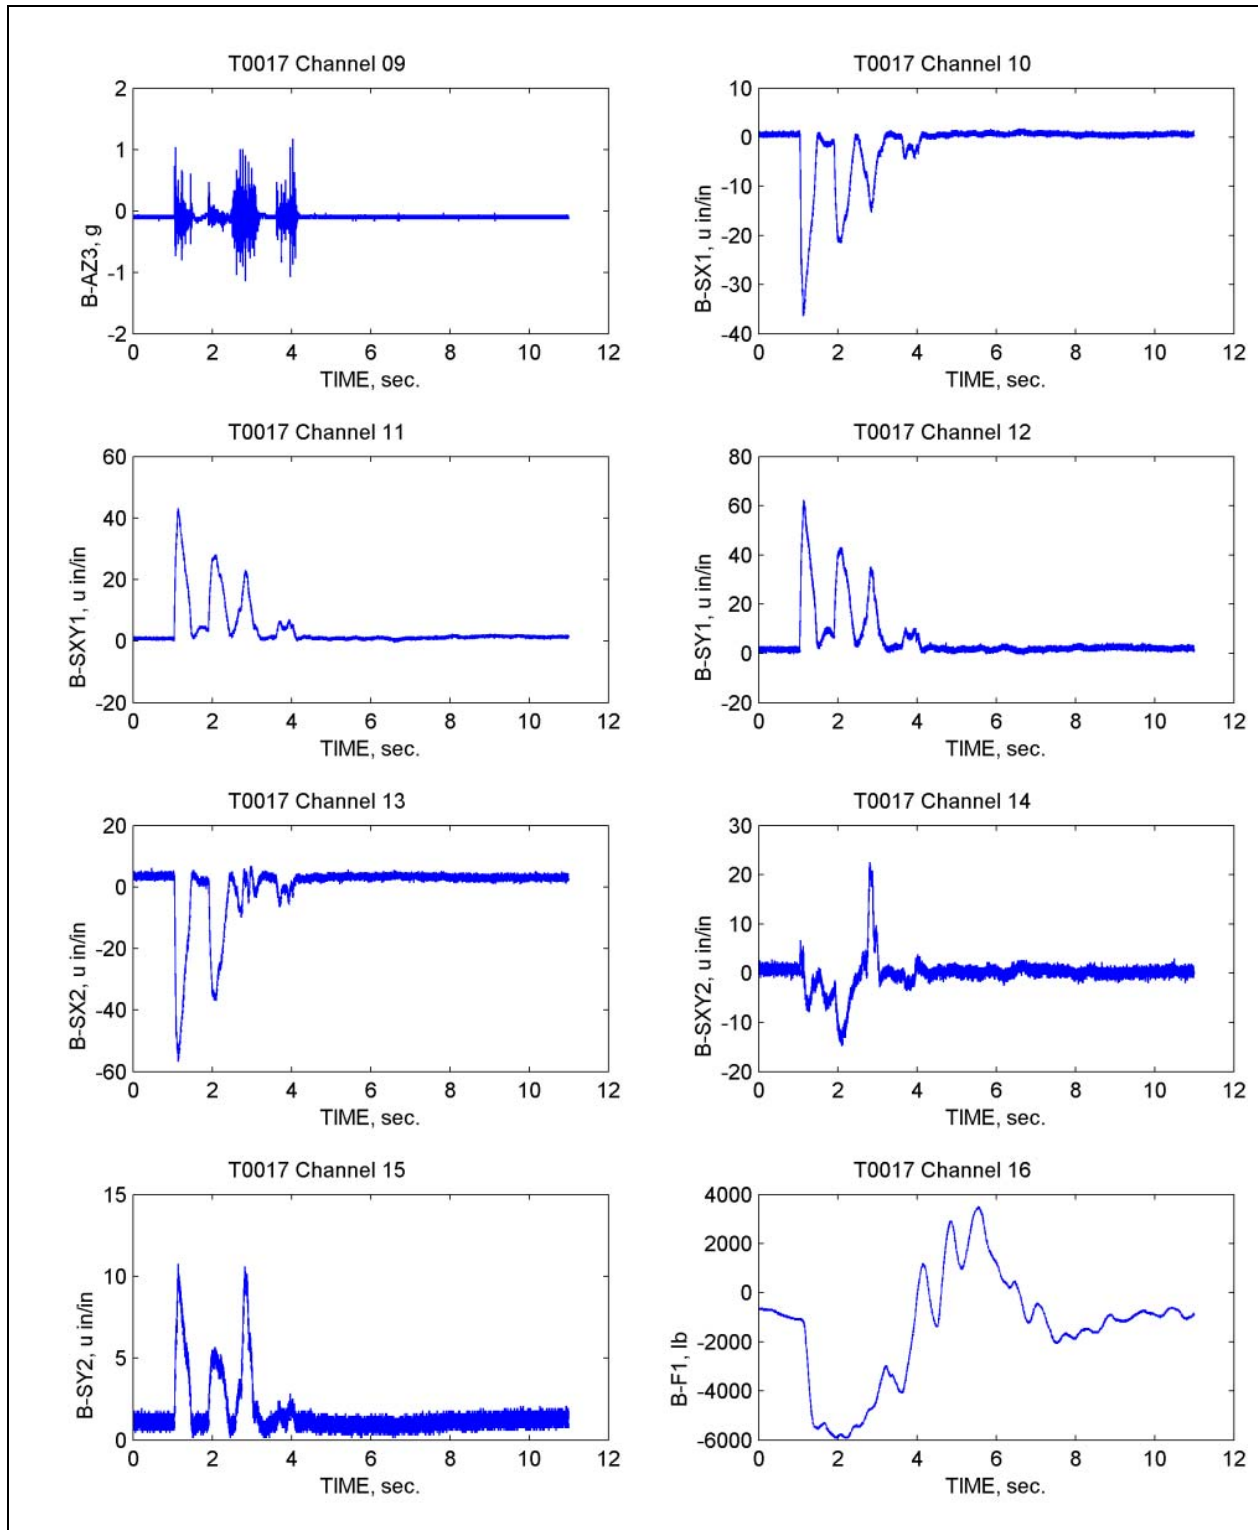 T0017 Channel 09
2
1
0
-1
-2
B-AZ3, g
0 2 4 6 8 10 12
TIME, sec.
T0017 Channel 10
10
0
-10
-20
-30
-40
B-SX1, u in/in
0 2 4 6 8 10 12
TIME, sec.
T0017 Channel 11
60
40
20
0
-20
B-SXY1, u in/in
0 2 4 6 8 10 12
TIME, sec.
T0017 Channel 12
80
60
40
20
0
-20
B-SY1, u in/in
0 2 4 6 8 10 12
TIME, sec.
T0017 Channel 13
20
0
-20
-40
-60
B-SX2, u in/in
0 2 4 6 8 10 12
TIME, sec.
T0017 Channel 14
30
20
10
0
-10
-20
B-SXY2, u in/in
0 2 4 6 8 10 12
TIME, sec.
T0017 Channel 15
15
10
5
0
B-SY2, u in/in
0 2 4 6 8 10 12
TIME, sec.
T0017 Channel 16
4000
2000
0
-2000
-4000
-6000
B-F1, lb
0 2 4 6 8 10 12
TIME, sec.